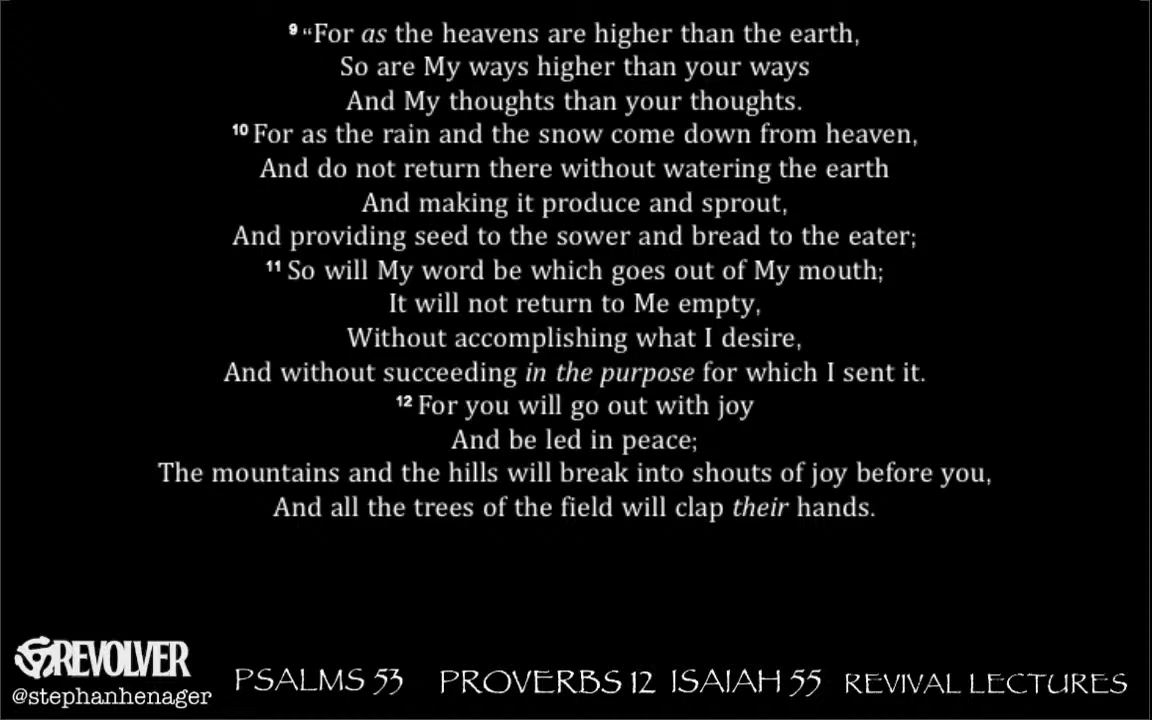 9 “For as the heavens are higher than the earth,
So are My ways higher than your ways
And My thoughts than your thoughts.
10 For as the rain and the snow come down from heaven,
And do not return there without watering the earth
And making it produce and sprout,
And providing seed to the sower and bread to the eater;
11 So will My word be which goes out of My mouth;
It will not return to Me empty,
Without accomplishing what I desire,
And without succeeding in the purpose for which I sent it.
12 For you will go out with joy
And be led in peace;
The mountains and the hills will break into shouts of joy before you,
And all the trees of the field will clap their hands.
REVOLVER
@stephanhenager
PSALMS 53 PROVERBS 12 ISAIAH 55 REVIVAL LECTURES